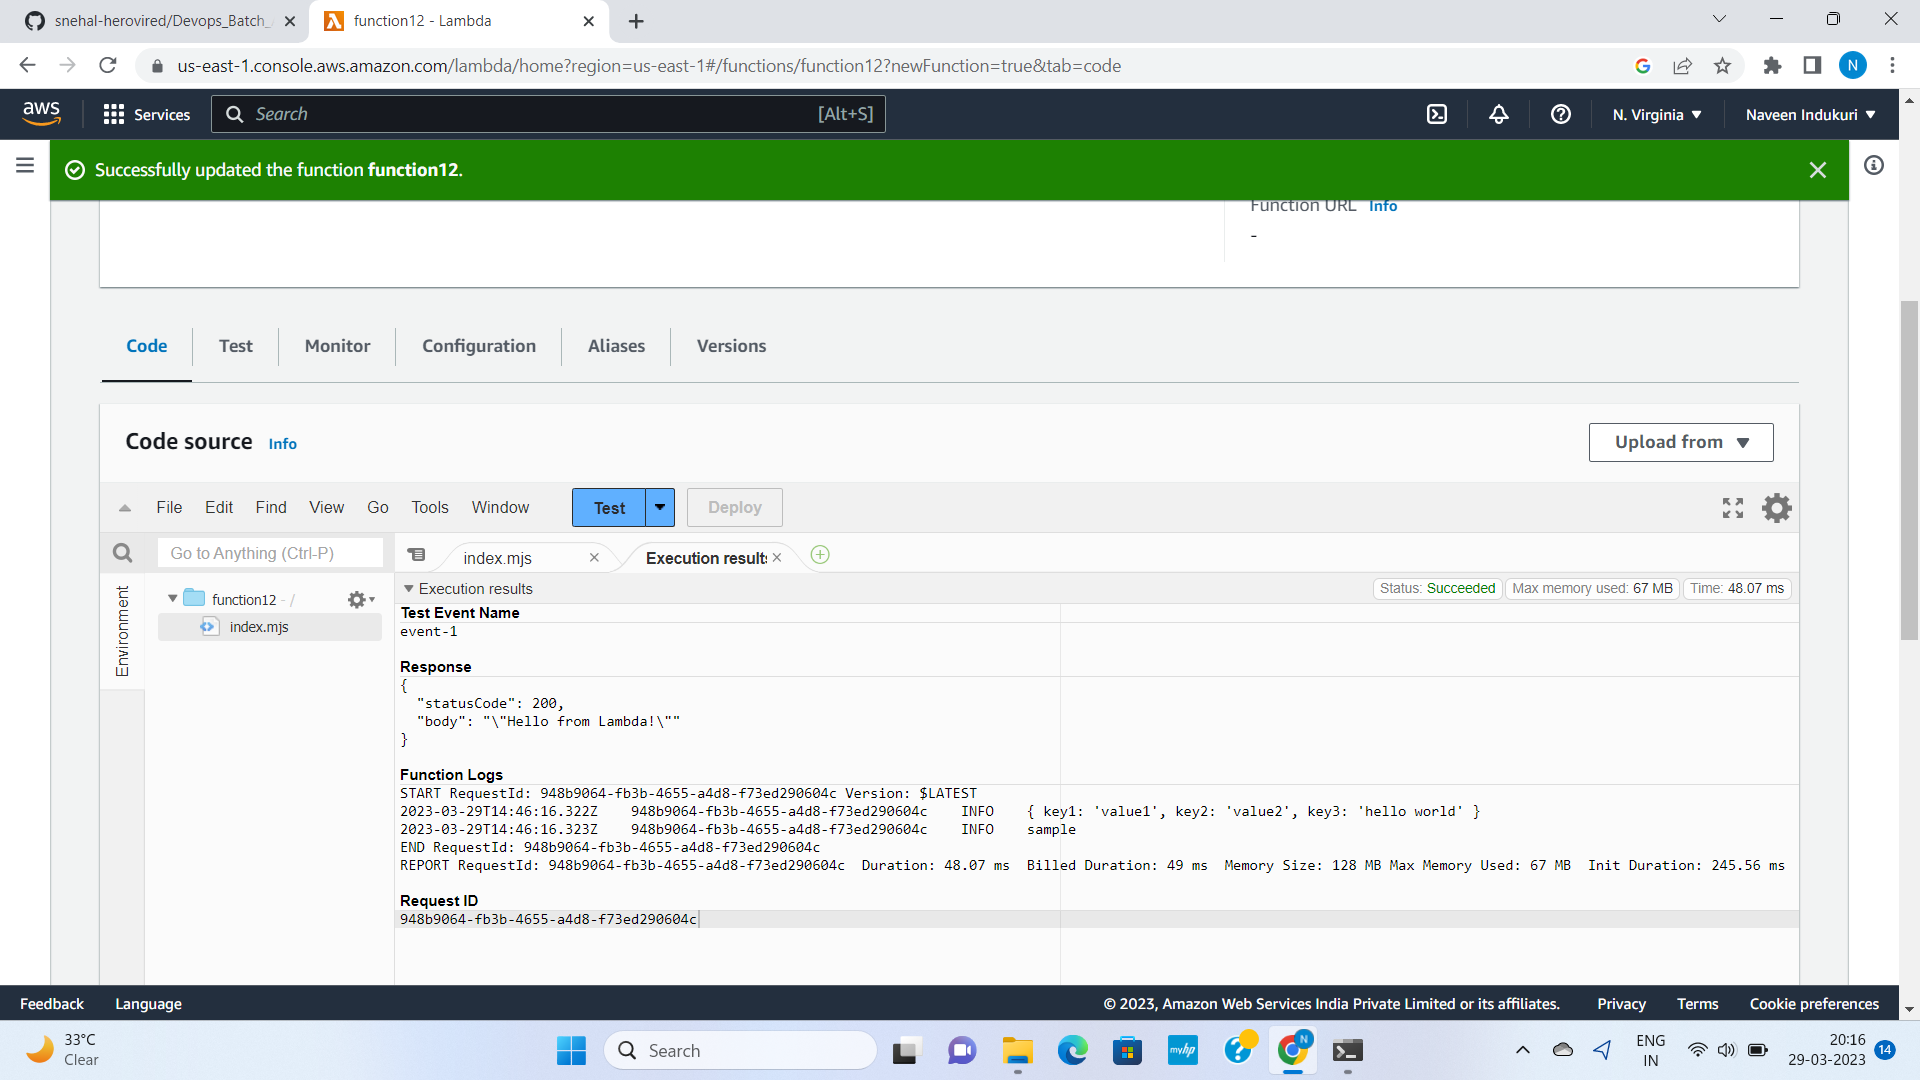 snehal-herovired/Devops_Batch_
function12 - Lambda
us-east-1.console.aws.amazon.com/lambda/home?region=us-east-1#/functions/function12?newFunction=true&tab=code
N
aws
Services
Search
[Alt+S]
N. Virginia
Naveen Indukuri
Successfully updated the function function12.
Function URL Info
-
Code
Test
Monitor
Configuration
Aliases
Versions
Code source Info
Upload from
File Edit Find View Go Tools Window
Test
Deploy
Go to Anything (Ctrl-P)
index.mjs
Execution results
Environment
function12 - /
index.mjs
Execution results
Status: Succeeded
Max memory used: 67 MB
Time: 48.07 ms
Test Event Name
event-1
Response
{
"statusCode": 200,
"body": "\"Hello from Lambda!\""
}
Function Logs
START RequestId: 948b9064-fb3b-4655-a4d8-f73ed290604c Version: $LATEST
2023-03-29T14:46:16.322Z 948b9064-fb3b-4655-a4d8-f73ed290604c INFO { key1: 'value1', key2: 'value2', key3: 'hello world' }
2023-03-29T14:46:16.323Z 948b9064-fb3b-4655-a4d8-f73ed290604c INFO sample
END RequestId: 948b9064-fb3b-4655-a4d8-f73ed290604c
REPORT RequestId: 948b9064-fb3b-4655-a4d8-f73ed290604c Duration: 48.07 ms Billed Duration: 49 ms Memory Size: 128 MB Max Memory Used: 67 MB Init Duration: 245.56 ms
Request ID
948b9064-fb3b-4655-a4d8-f73ed290604c
Feedback
Language
© 2023, Amazon Web Services India Private Limited or its affiliates.
Privacy
Terms
Cookie preferences
33°C
Clear
Search
myhp
N
ENG
IN
20:16
29-03-2023
14